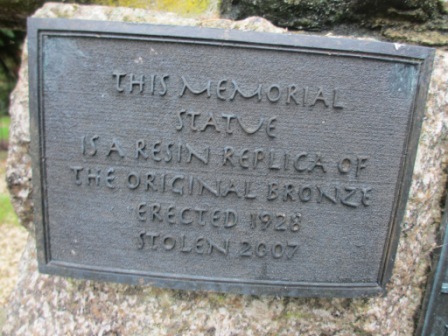 THIS MEMORIAL
STATUE
IS A RESIN REPLICA OF
THE ORIGINAL BRONZE
ERECTED 1928
STOLEN 2007